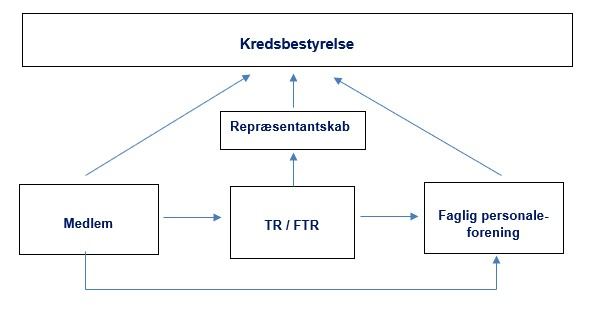 Kredsbestyrelse
Repræsentantskab
Medlem
TR / FTR
Faglig personale-
forening